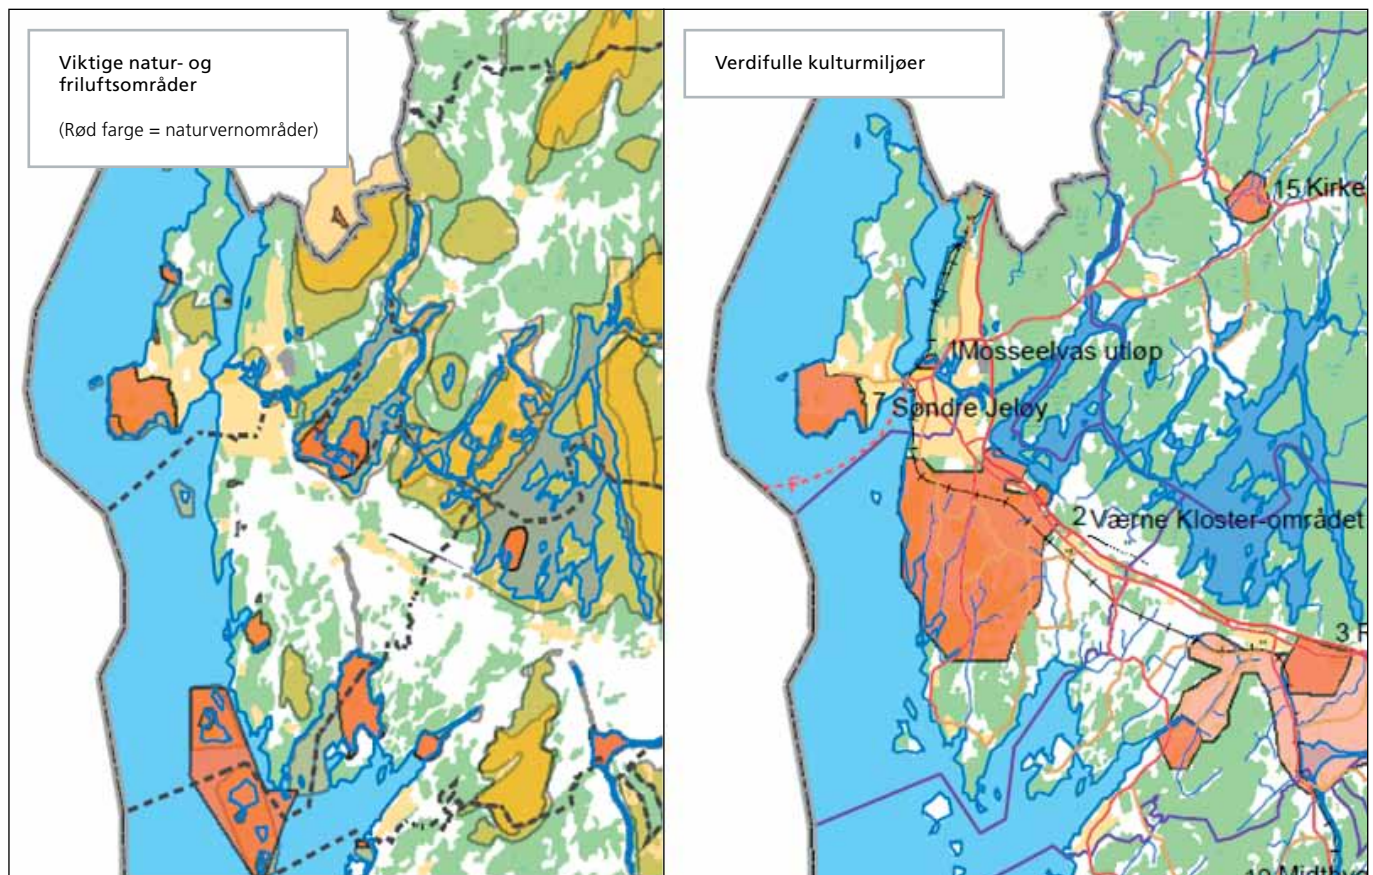 Viktige natur- og
friluftsområder
(Rød farge = naturvernområder)
Verdifulle kulturmiljøer
15 Kirke
Mosseelvas utløp
7 Søndre Jeløy
2 Værne Kloster-området
3